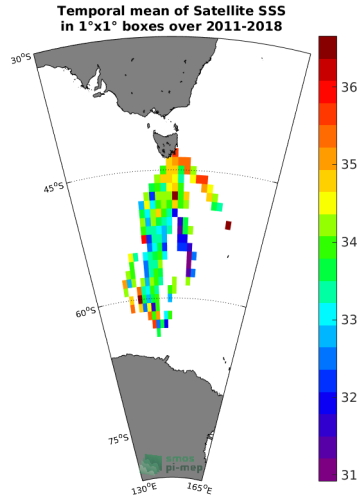 Temporal mean of Satellite SSS
in 1°x1° boxes over 2011-2018
30°S
45°S
60°S
75°S
130°E
165°E
36
35
34
33
32
31
smos
pi-mep